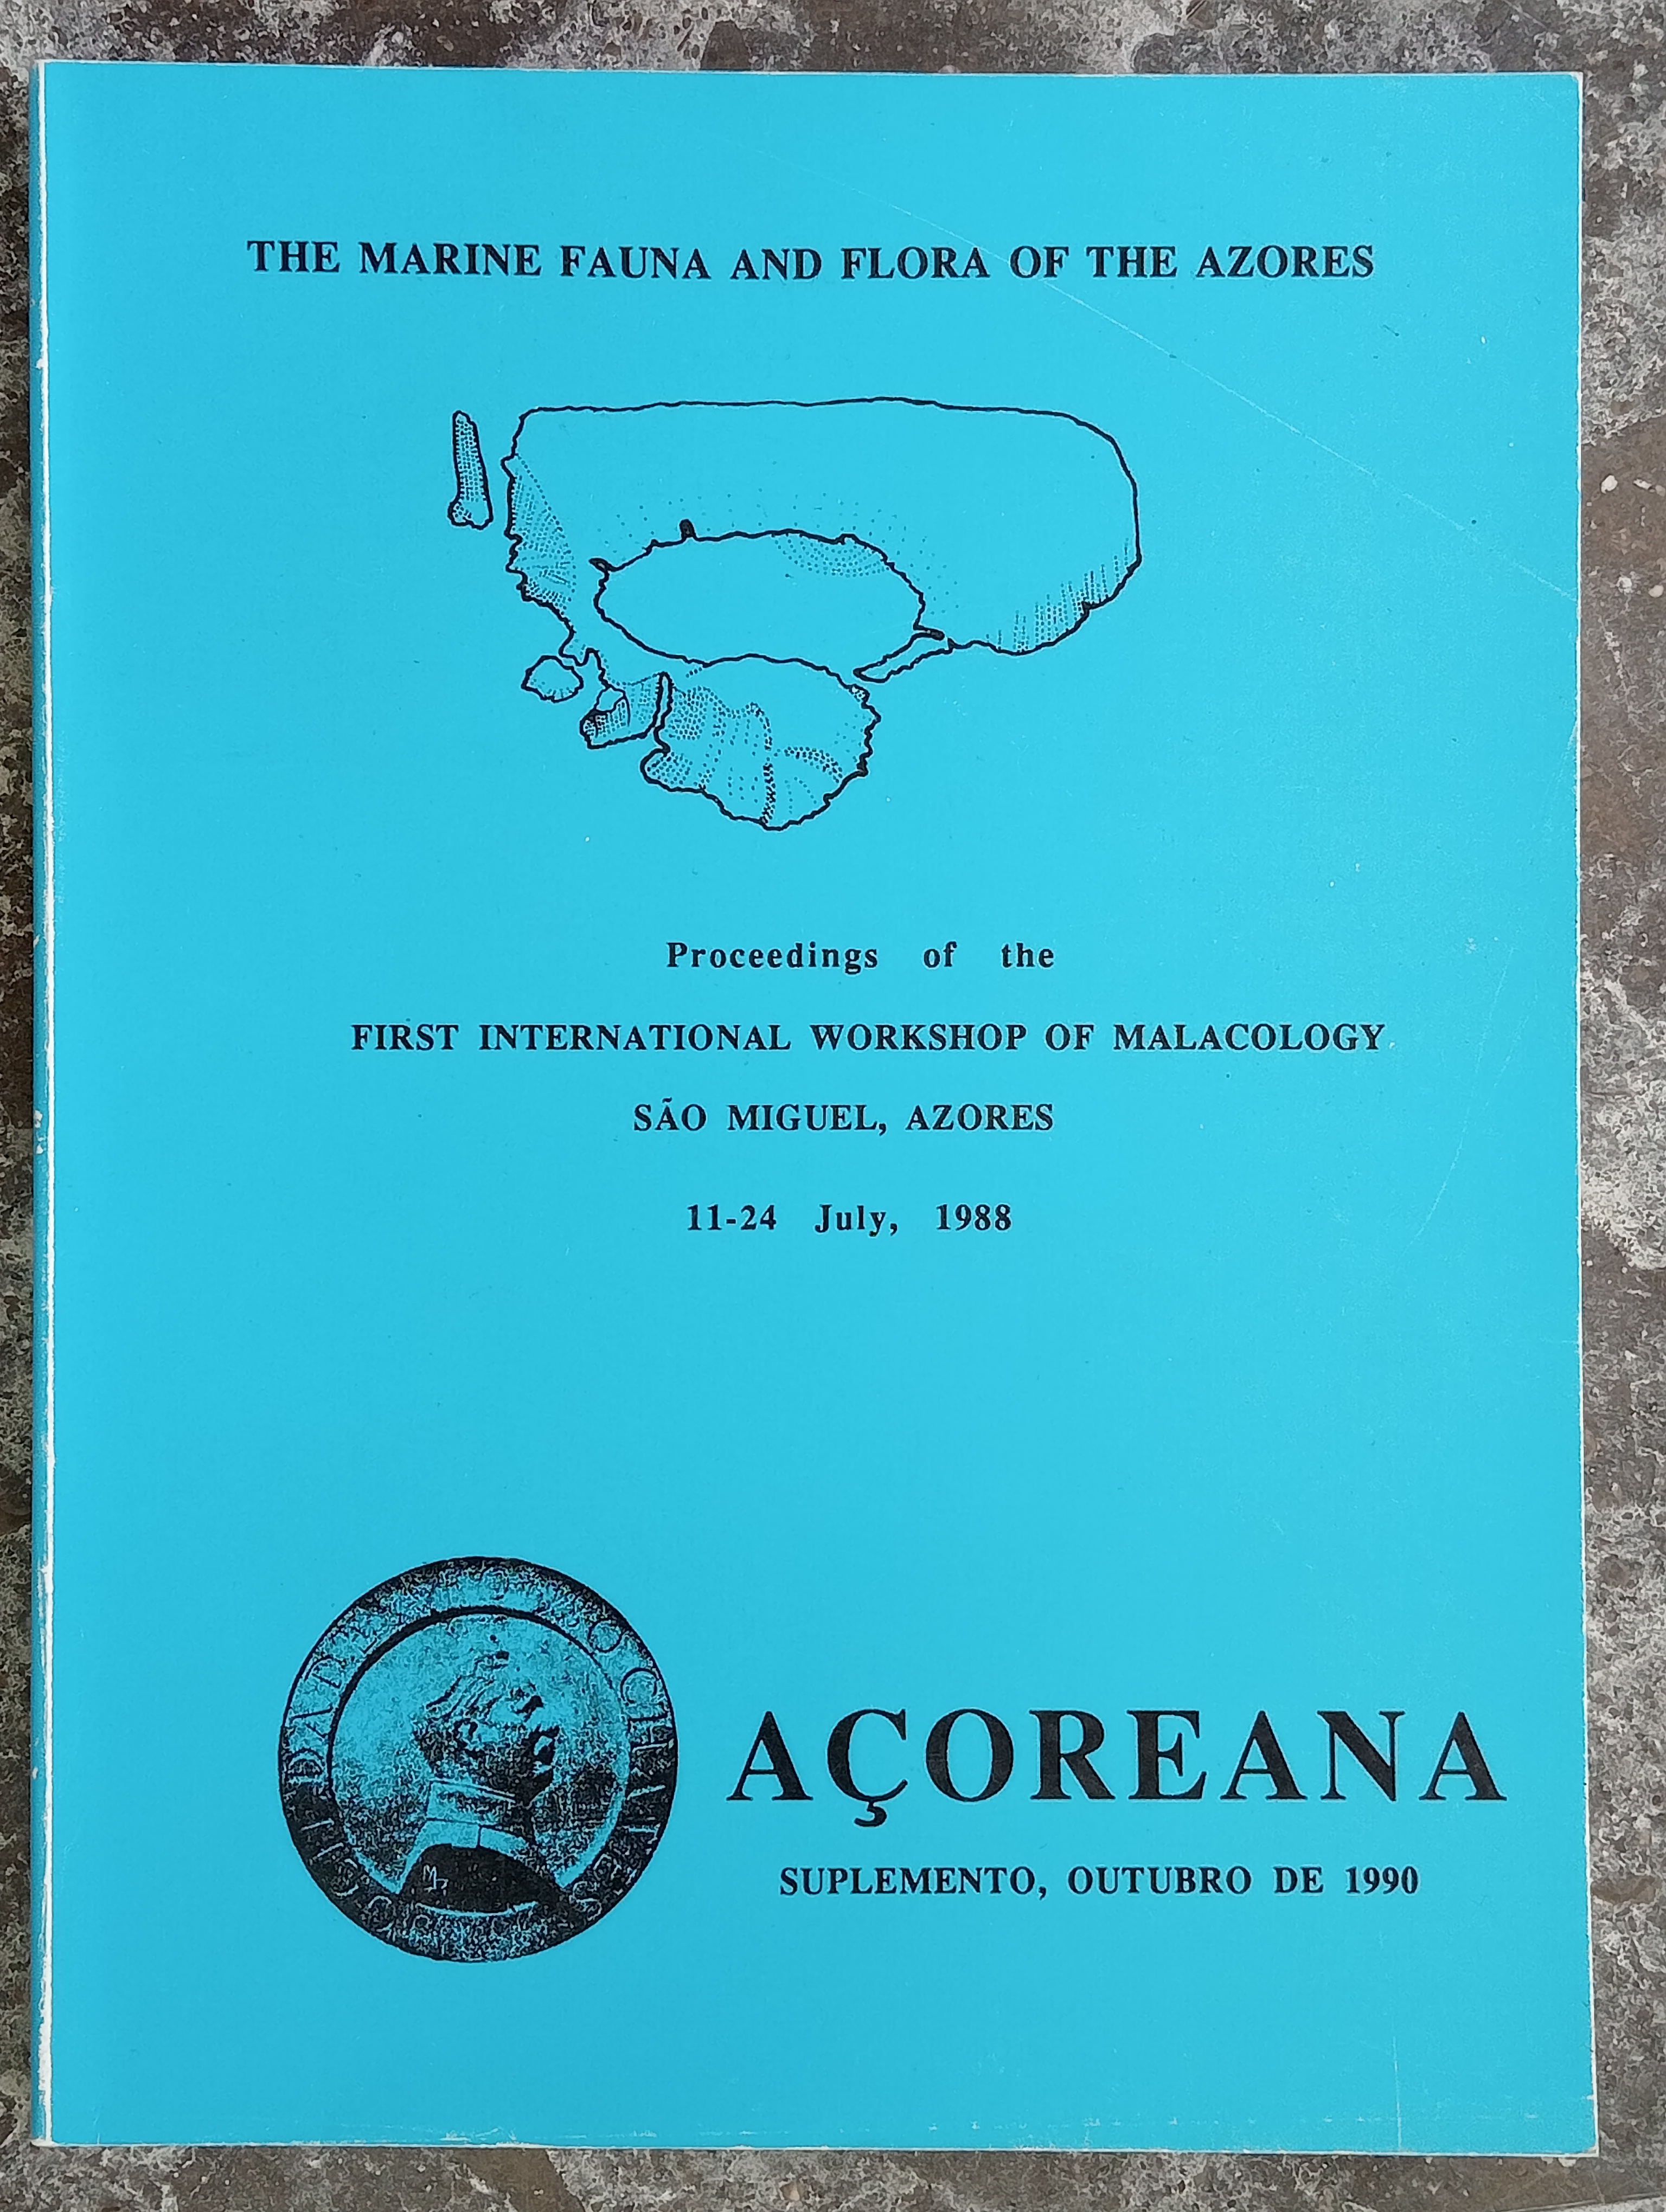 THE MARINE FAUNA AND FLORA OF THE AZORES
Proceedings of the
FIRST INTERNATIONAL WORKSHOP OF MALACOLOGY
SÃO MIGUEL, AZORES
11-24 July, 1988
AÇOREANA
SUPLEMENTO, OUTUBRO DE 1990